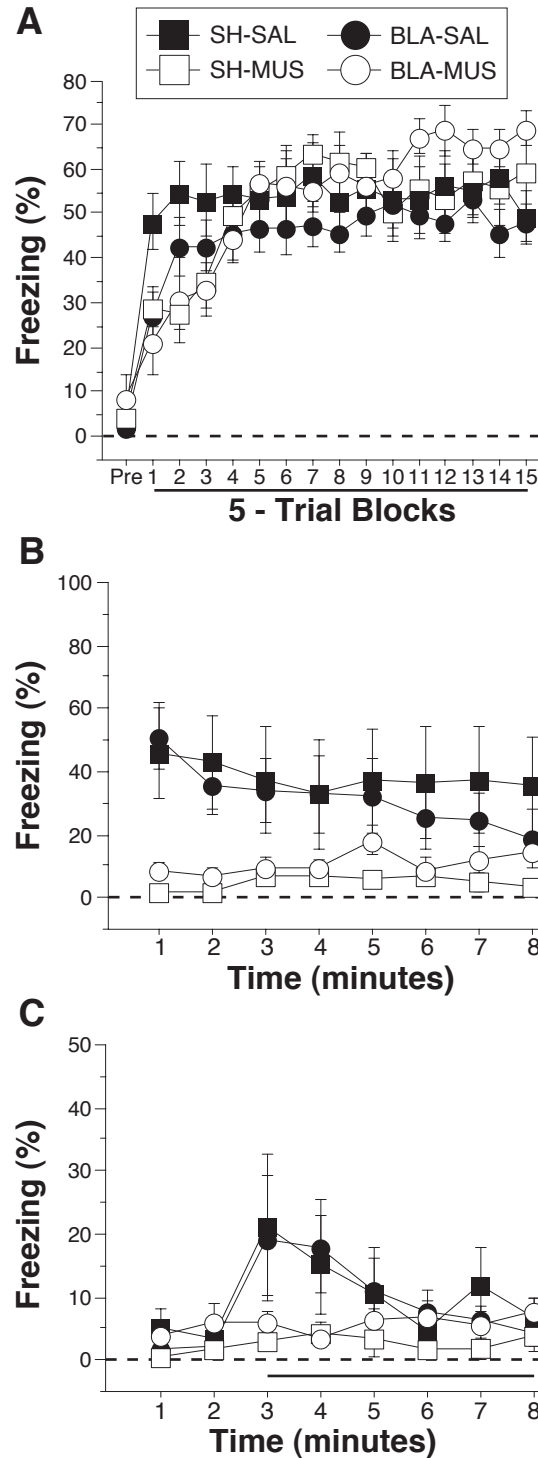 A
SH-SAL BLA-SAL
SH-MUS BLA-MUS
80
70
60
50
40
30
20
10
0
Freezing (%)
Pre 1 2 3 4 5 6 7 8 9 10 11 12 13 14 15
5 - Trial Blocks
B
100
80
60
40
20
0
Freezing (%)
1 2 3 4 5 6 7 8
Time (minutes)
C
50
40
30
20
10
0
Freezing (%)
1 2 3 4 5 6 7 8
Time (minutes)